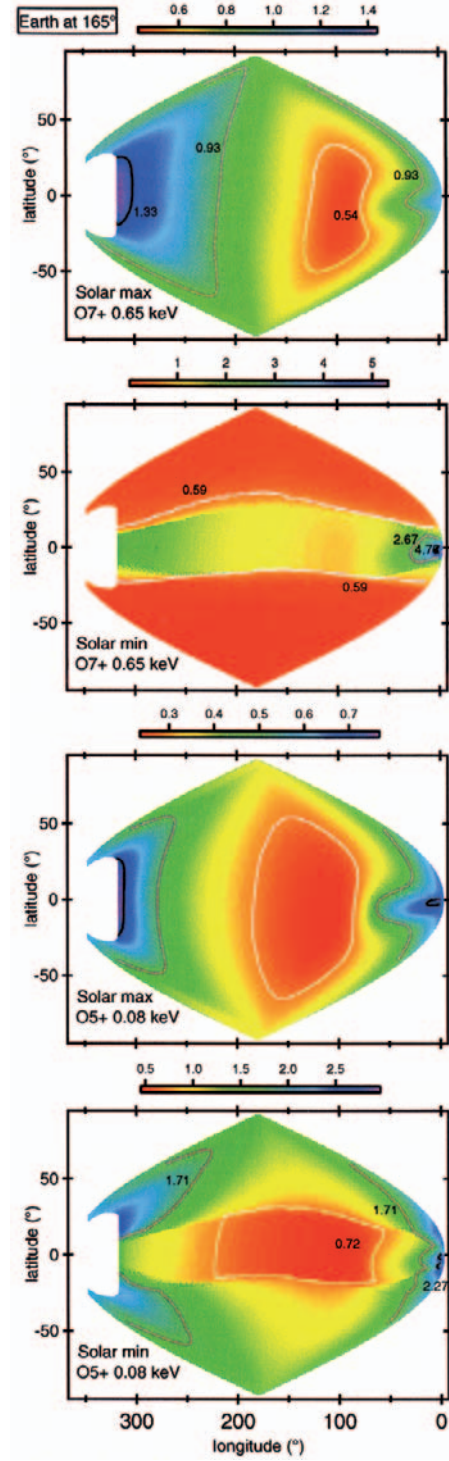 Earth at 165°
0.6 0.8 1.0 1.2 1.4
latitude (°)
50
0
-50
0.93
0.93
1.33
0.54
Solar max
O7+ 0.65 keV
1 2 3 4 5
latitude (°)
50
0
-50
0.59
2.67
0.59
Solar min
O7+ 0.65 keV
0.3 0.4 0.5 0.6 0.7
latitude (°)
50
0
-50
Solar max
O5+ 0.08 keV
0.5 1.0 1.5 2.0 2.5
latitude (°)
50
0
-50
1.71
1.71
0.72
2.27
Solar min
O5+ 0.08 keV
300 200 100 0
longitude (°)